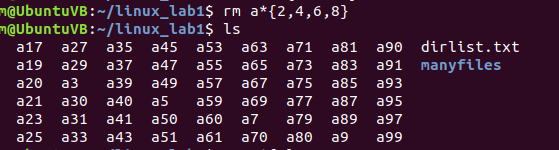 m@UbuntuVB:~/linux_lab1$ rm a*{2,4,6,8}
m@UbuntuVB:~/linux_lab1$ ls
a17 a27 a35 a45 a53 a63 a71 a81 a90 dirlist.txt
a19 a29 a37 a47 a55 a65 a73 a83 a91 manyfiles
a20 a3 a39 a49 a57 a67 a75 a85 a93
a21 a30 a40 a5 a59 a69 a77 a87 a95
a23 a31 a41 a50 a60 a7 a79 a89 a97
a25 a33 a43 a51 a61 a70 a80 a9 a99